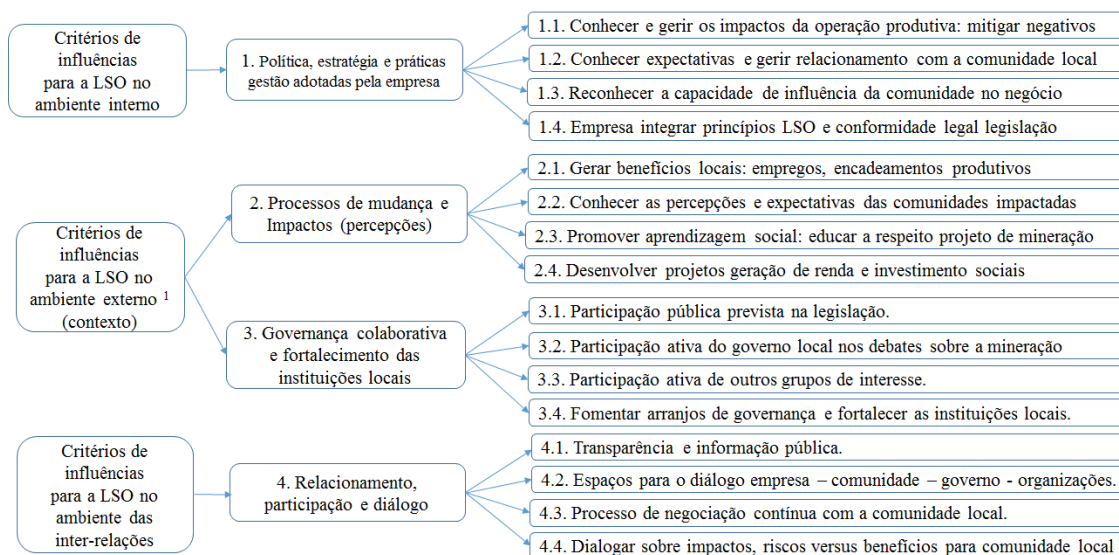 Critérios de
influências
para a LSO no
ambiente interno
1. Política, estratégia e práticas
gestão adotadas pela empresa
1.1. Conhecer e gerir os impactos da operação produtiva: mitigar negativos
1.2. Conhecer expectativas e gerir relacionamento com a comunidade local
1.3. Reconhecer a capacidade de influência da comunidade no negócio
1.4. Empresa integrar princípios LSO e conformidade legal legislação
Critérios de
influências
para a LSO no
ambiente externo 1
(contexto)
2. Processos de mudança e
Impactos (percepções)
2.1. Gerar benefícios locais: empregos, encadeamentos produtivos
2.2. Conhecer as percepções e expectativas das comunidades impactadas
2.3. Promover aprendizagem social: educar a respeito projeto de mineração
2.4. Desenvolver projetos geração de renda e investimento sociais
3. Governança colaborativa
e fortalecimento das
instituições locais
3.1. Participação pública prevista na legislação.
3.2. Participação ativa do governo local nos debates sobre a mineração
3.3. Participação ativa de outros grupos de interesse.
3.4. Fomentar arranjos de governança e fortalecer as instituições locais.
Critérios de
influências
para a LSO no
ambiente das
inter-relações
4. Relacionamento,
participação e diálogo
4.1. Transparência e informação pública.
4.2. Espaços para o diálogo empresa – comunidade – governo - organizações.
4.3. Processo de negociação contínua com a comunidade local.
4.4. Dialogar sobre impactos, riscos versus benefícios para comunidade local